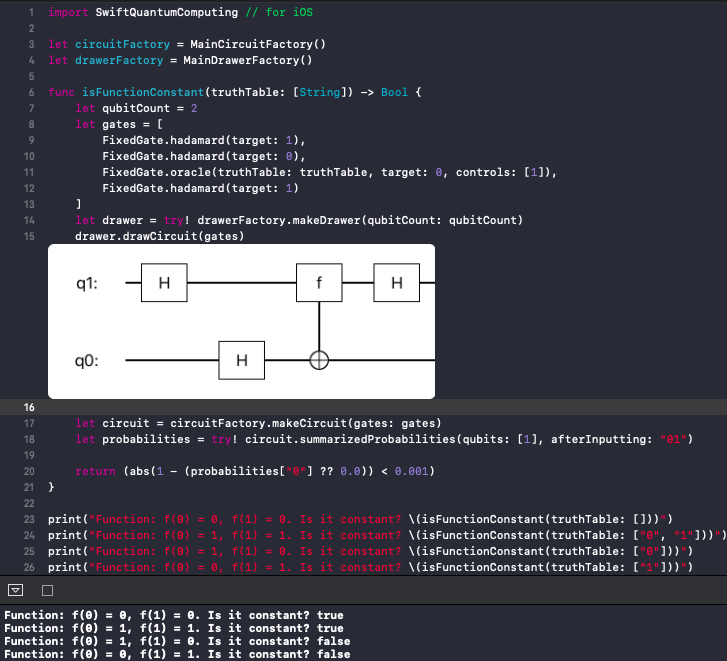 1 import SwiftQuantumComputing // for iOS
2
3 let circuitFactory = MainCircuitFactory()
4 let drawerFactory = MainDrawerFactory()
5
6 func isFunctionConstant(truthTable: [String]) -> Bool {
7 let qubitCount = 2
8 let gates = [
9 FixedGate.hadamard(target: 1),
10 FixedGate.hadamard(target: 0),
11 FixedGate.oracle(truthTable: truthTable, target: 0, controls: [1]),
12 FixedGate.hadamard(target: 1)
13 ]
14 let drawer = try! drawerFactory.makeDrawer(qubitCount: qubitCount)
15 drawer.drawCircuit(gates)
q1: H f H
q0: H
16
17 let circuit = circuitFactory.makeCircuit(gates: gates)
18 let probabilities = try! circuit.summarizedProbabilities(qubits: [1], afterInputting: "01")
19
20 return (abs(1 - (probabilities["0"] ?? 0.0)) < 0.001)
21 }
22
23 print("Function: f(0) = 0, f(1) = 0. Is it constant? \(isFunctionConstant(truthTable: []))")
24 print("Function: f(0) = 1, f(1) = 1. Is it constant? \(isFunctionConstant(truthTable: ["0", "1"]))")
25 print("Function: f(0) = 1, f(1) = 0. Is it constant? \(isFunctionConstant(truthTable: ["0"]))")
26 print("Function: f(0) = 0, f(1) = 1. Is it constant? \(isFunctionConstant(truthTable: ["1"]))")
Function: f(0) = 0, f(1) = 0. Is it constant? true
Function: f(0) = 1, f(1) = 1. Is it constant? true
Function: f(0) = 1, f(1) = 0. Is it constant? false
Function: f(0) = 0, f(1) = 1. Is it constant? false